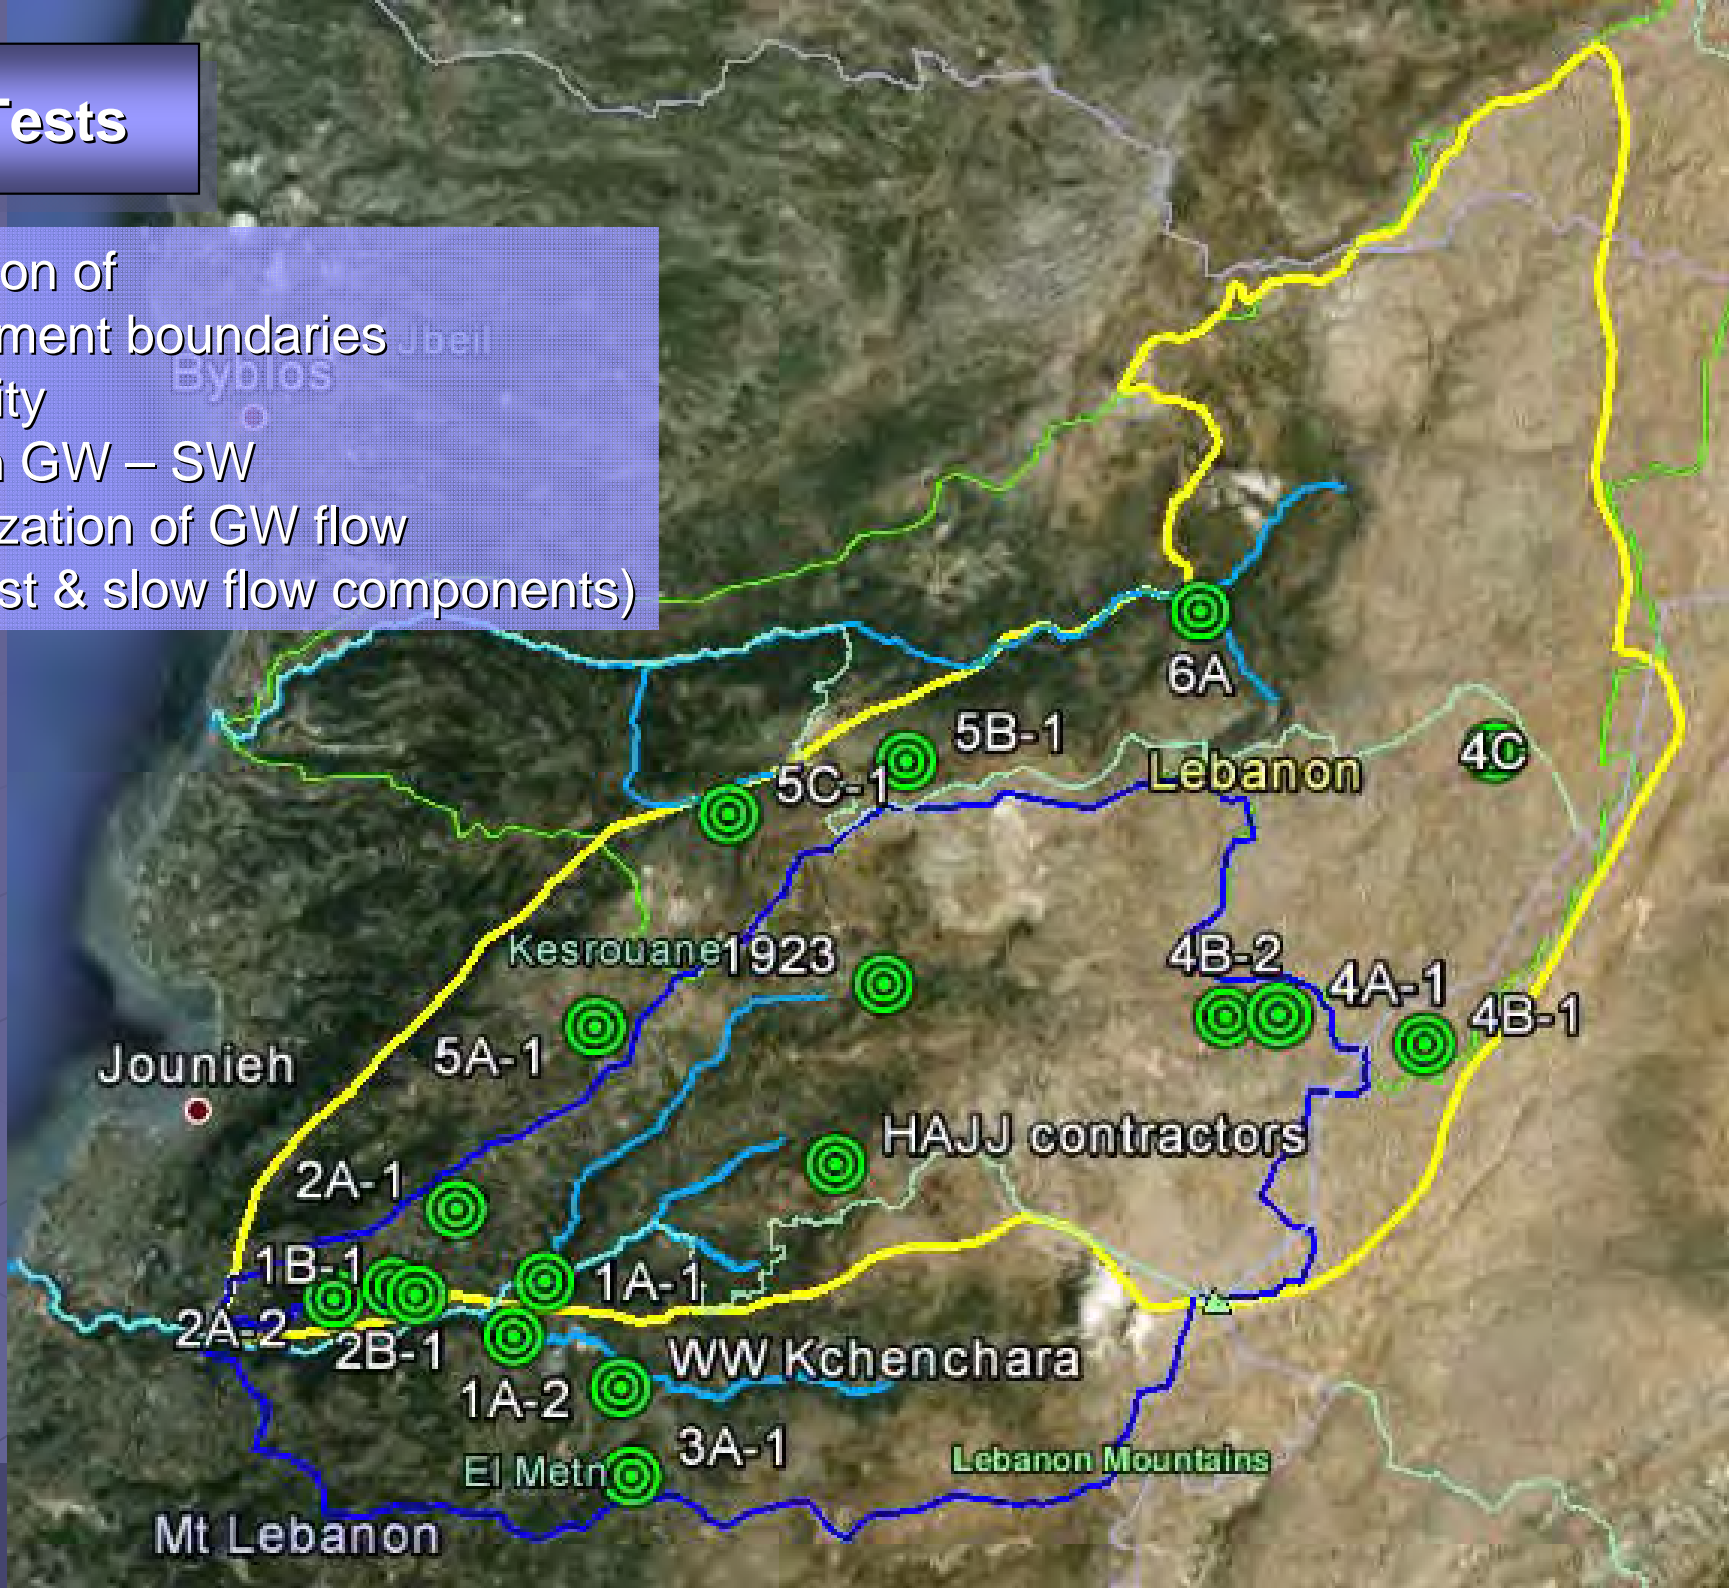 Tests
on of
ment boundaries
Jbeil
Byblos
ity
n GW – SW
zation of GW flow
st & slow flow components)
6A
5B-1
4C
Lebanon
5C-1
Kesrouane
1923
4B-2
4A-1
4B-1
5A-1
Jounieh
HAJJ contractors
2A-1
1B-1
1A-1
2A-2
2B-1
WW Kchenchara
1A-2
3A-1
El Metn
Lebanon Mountains
Mt Lebanon